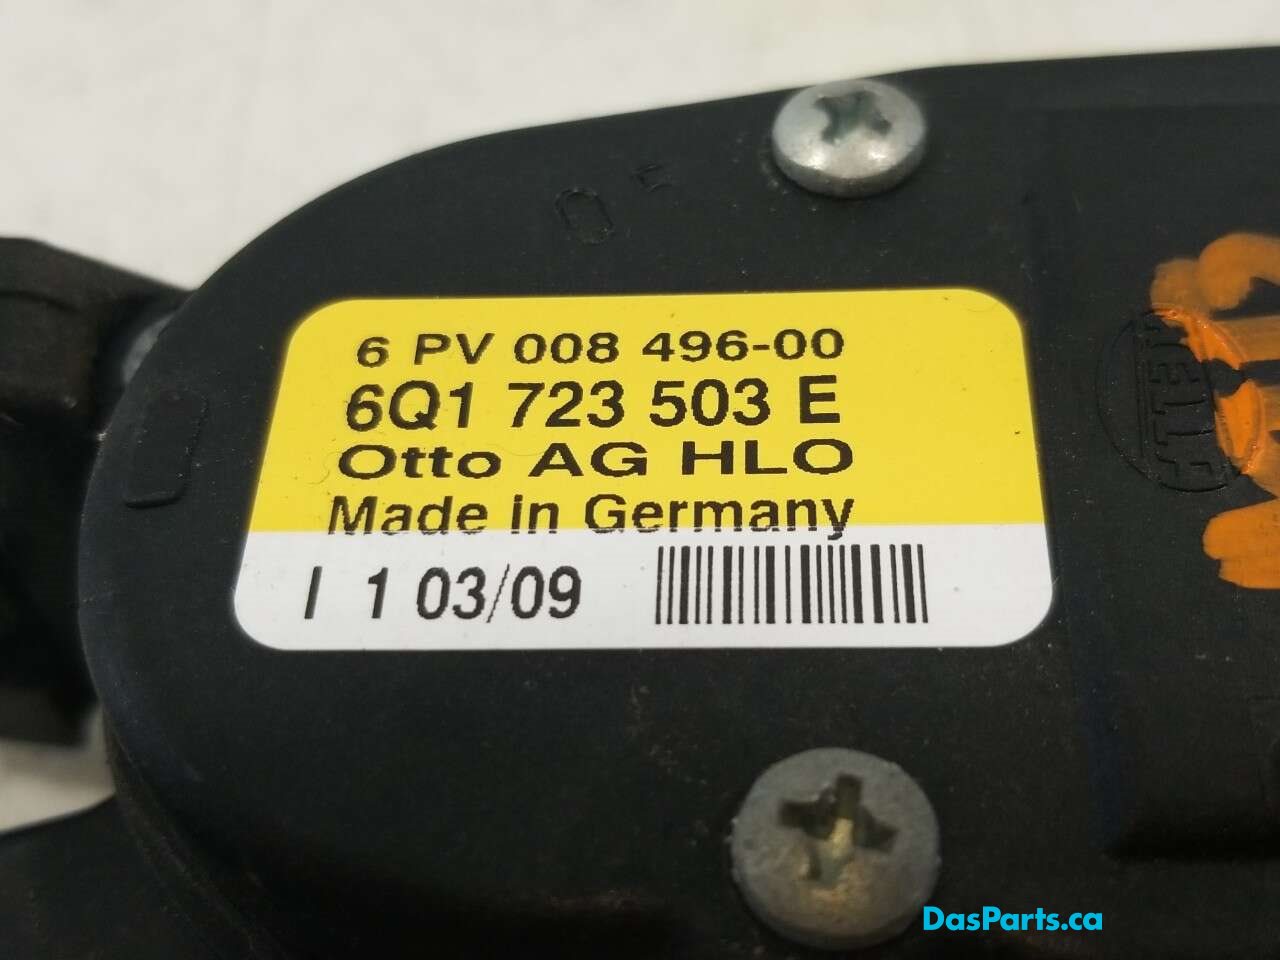 6 PV 008 496-00
6Q1 723 503 E
Otto AG HLO
Made in Germany
I 1 03/09
HELLA
DasParts.ca